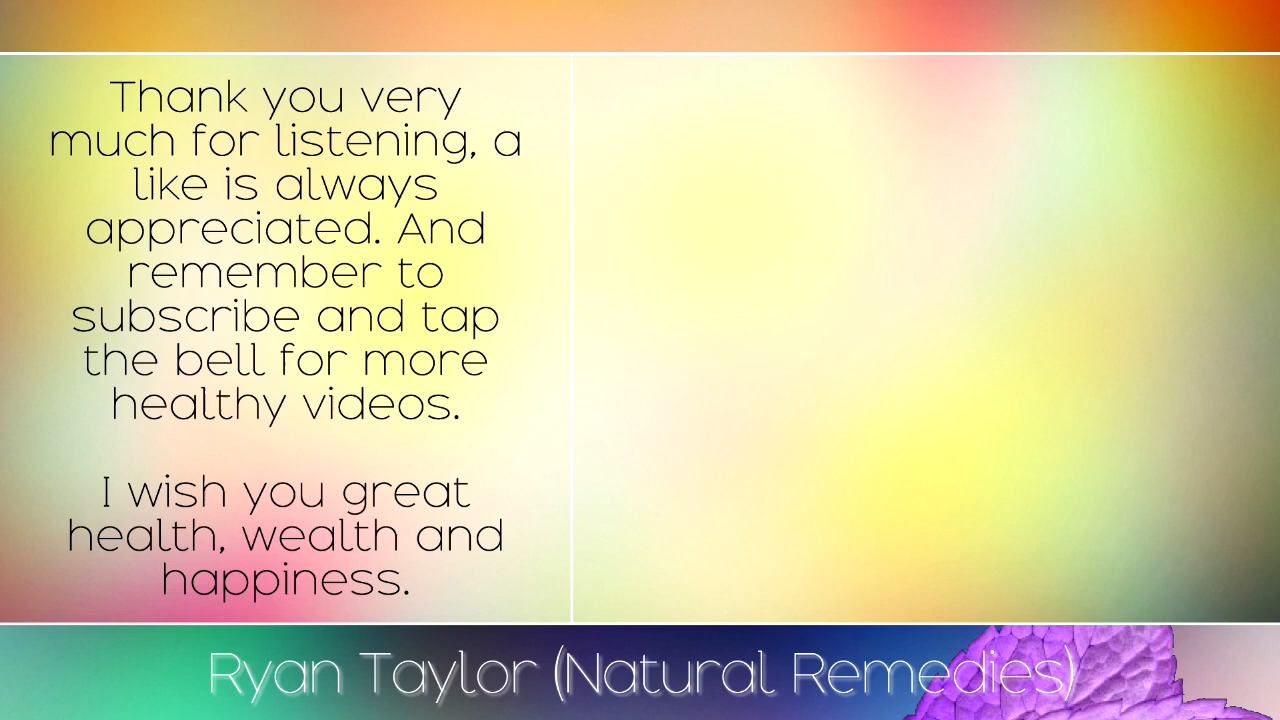 Thank you very
much for listening, a
like is always
appreciated. And
remember to
subscribe and tap
the bell for more
healthy videos.
I wish you great
health, wealth and
happiness.
Ryan Taylor (Natural Remedies)